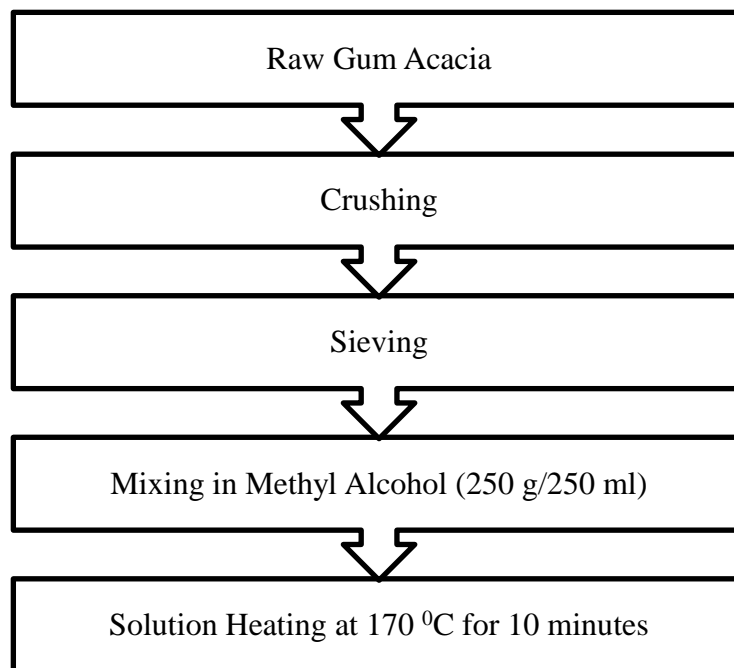 Raw Gum Acacia
Crushing
Sieving
Mixing in Methyl Alcohol (250 g/250 ml)
Solution Heating at 170 ⁰C for 10 minutes